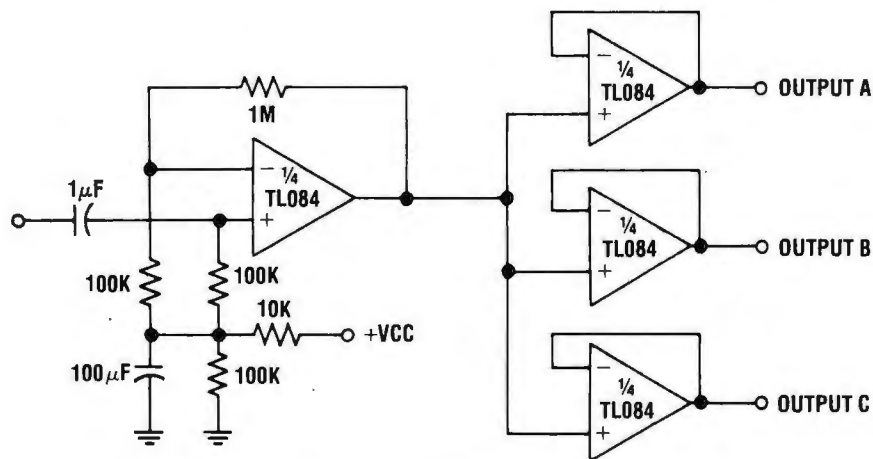 1M
− ¼
TL084
+
1µF
100K
100K
10K
+VCC
100µF
100K
− ¼
TL084
+
OUTPUT A
− ¼
TL084
+
OUTPUT B
− ¼
TL084
+
OUTPUT C